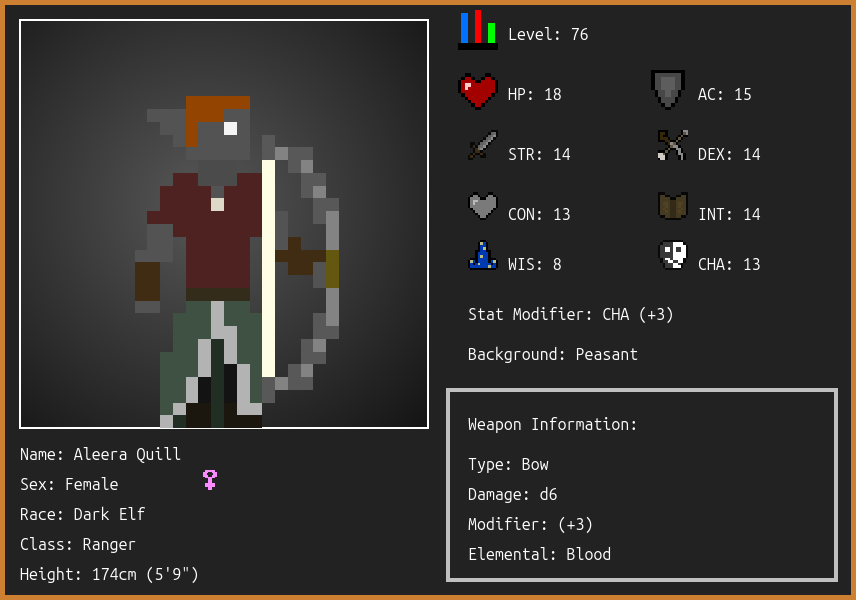 Level: 76
HP: 18
AC: 15
STR: 14
DEX: 14
CON: 13
INT: 14
WIS: 8
CHA: 13
Stat Modifier: CHA (+3)
Background: Peasant
Weapon Information:
Type: Bow
Damage: d6
Modifier: (+3)
Elemental: Blood
Name: Aleera Quill
Sex: Female
Race: Dark Elf
Class: Ranger
Height: 174cm (5'9")